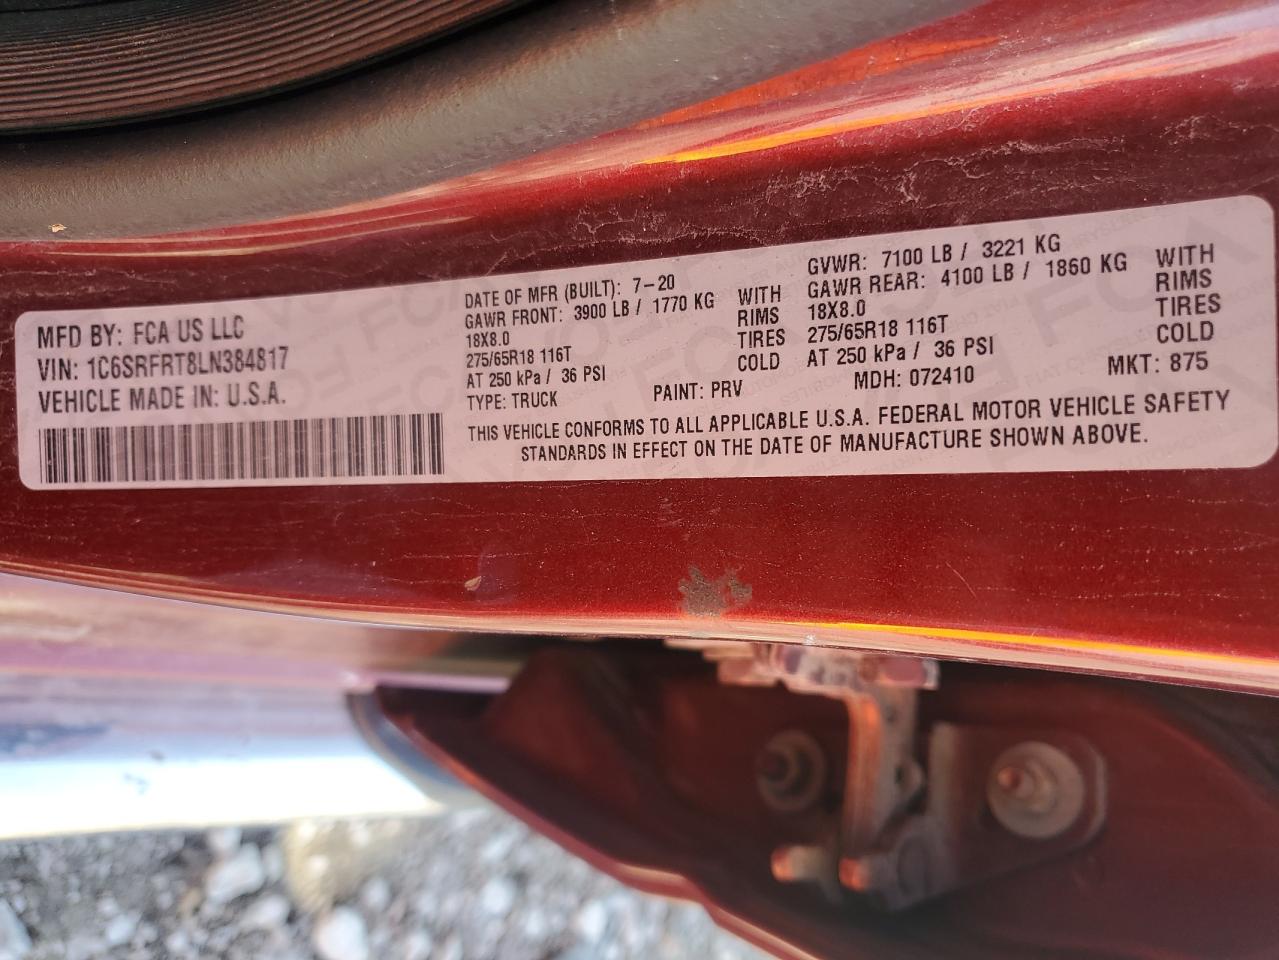 MFD BY: FCA US LLC
VIN: 1C6SRFRT8LN384817
VEHICLE MADE IN: U.S.A.
DATE OF MFR (BUILT): 7-20
GAWR FRONT: 3900 LB / 1770 KG WITH
18X8.0 RIMS
275/65R18 116T TIRES
AT 250 kPa / 36 PSI COLD
GVWR: 7100 LB / 3221 KG
GAWR REAR: 4100 LB / 1860 KG WITH
18X8.0 RIMS
275/65R18 116T TIRES
AT 250 kPa / 36 PSI COLD
TYPE: TRUCK PAINT: PRV MDH: 072410 MKT: 875
THIS VEHICLE CONFORMS TO ALL APPLICABLE U.S.A. FEDERAL MOTOR VEHICLE SAFETY
STANDARDS IN EFFECT ON THE DATE OF MANUFACTURE SHOWN ABOVE.